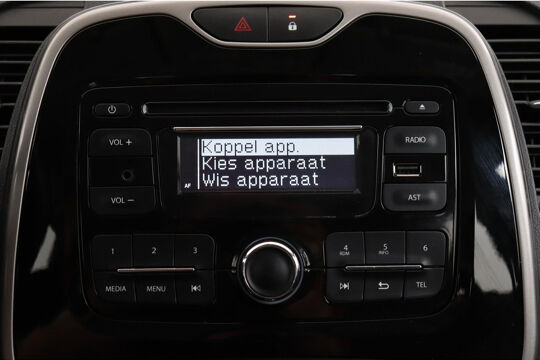 VOL +
VOL –
Koppel app.
Kies apparaat
Wis apparaat
AF
RADIO
AST
1 2 3
MEDIA MENU
4 5 6
RDM INFO
TEL